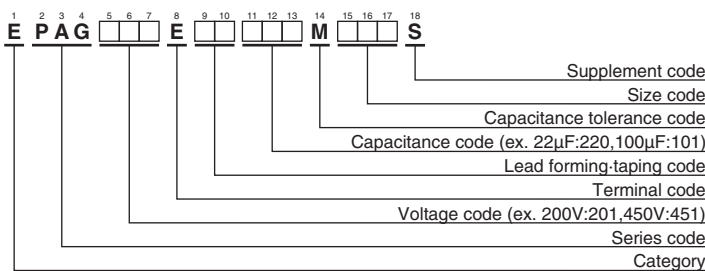 1 2 3 4 5 6 7 8 9 10 11 12 13 14 15 16 17 18
E PAG E M S
Supplement code
Size code
Capacitance tolerance code
Capacitance code (ex. 22μF:220,100μF:101)
Lead forming·taping code
Terminal code
Voltage code (ex. 200V:201,450V:451)
Series code
Category